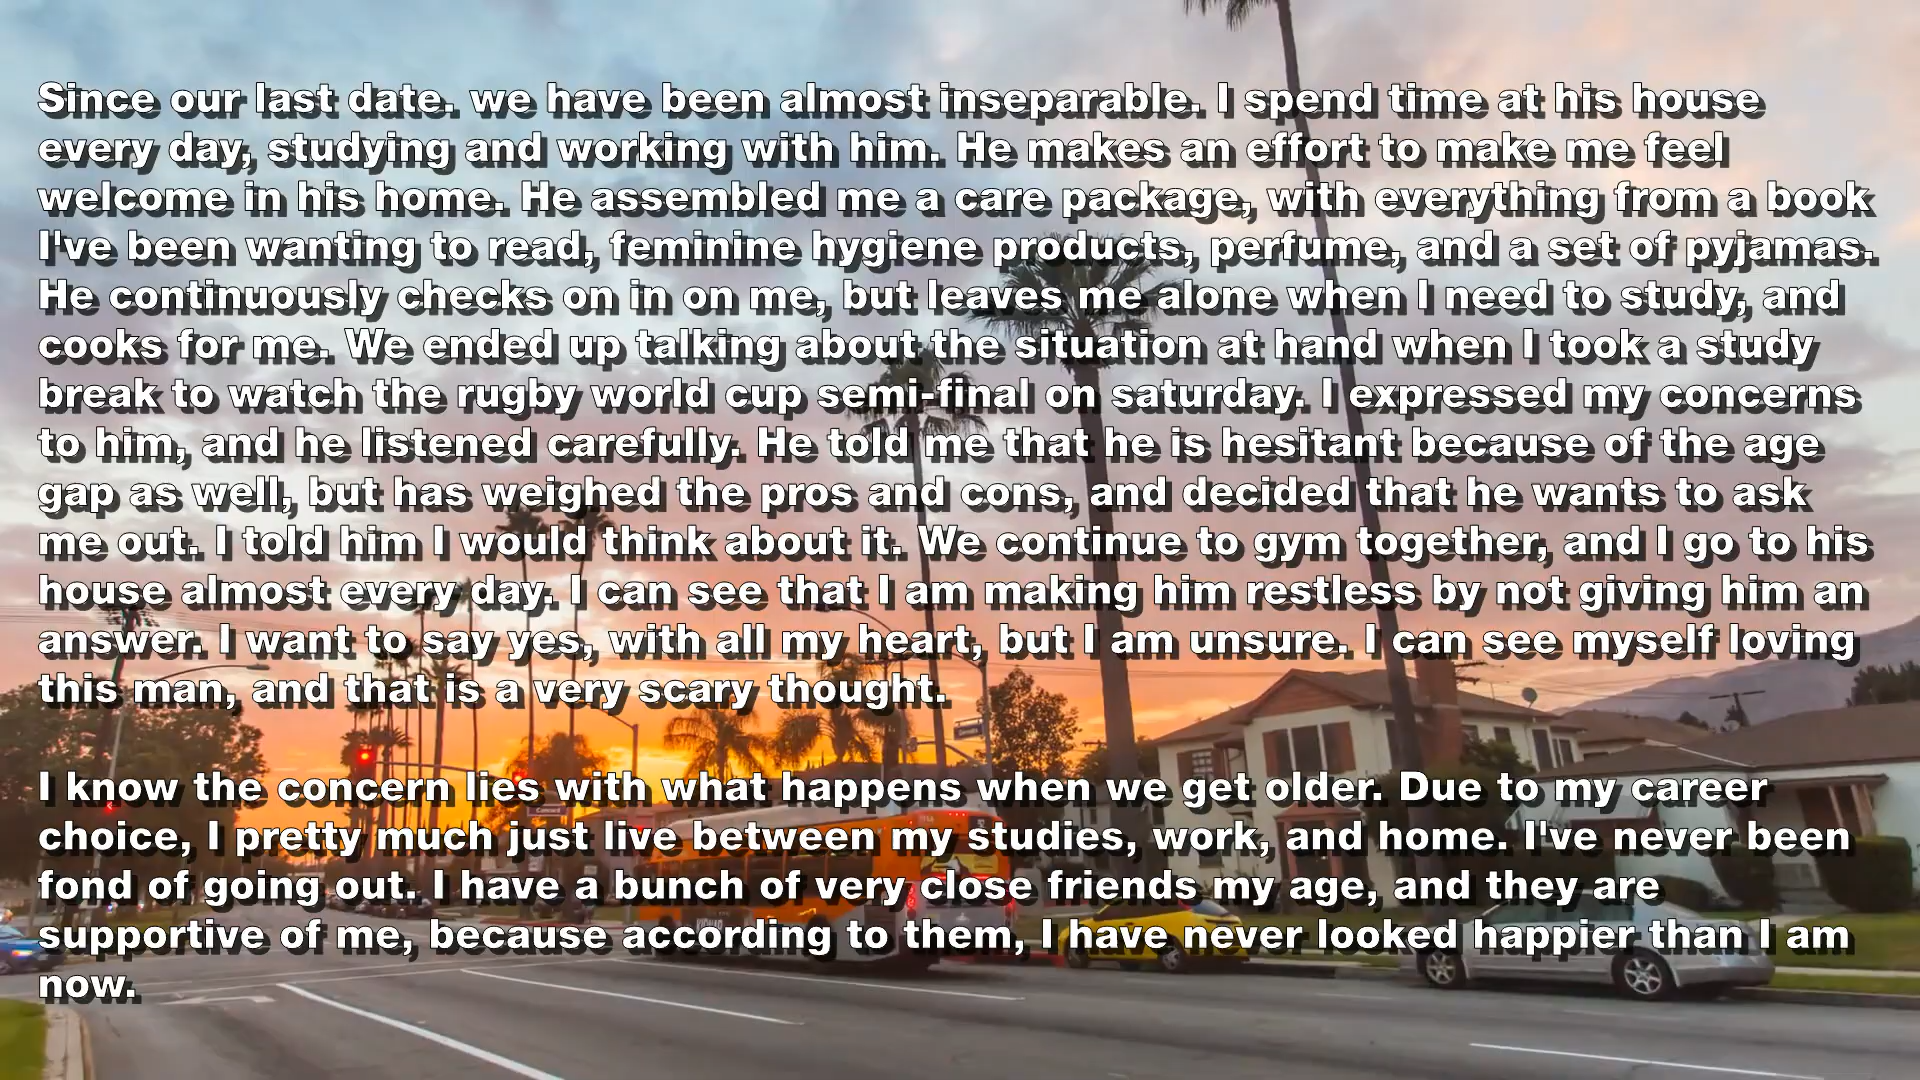 Since our last date. we have been almost inseparable. I spend time at his house
every day, studying and working with him. He makes an effort to make me feel
welcome in his home. He assembled me a care package, with everything from a book
I've been wanting to read, feminine hygiene products, perfume, and a set of pyjamas.
He continuously checks on in on me, but leaves me alone when I need to study, and
cooks for me. We ended up talking about the situation at hand when I took a study
break to watch the rugby world cup semi-final on saturday. I expressed my concerns
to him, and he listened carefully. He told me that he is hesitant because of the age
gap as well, but has weighed the pros and cons, and decided that he wants to ask
me out. I told him I would think about it. We continue to gym together, and I go to his
house almost every day. I can see that I am making him restless by not giving him an
answer. I want to say yes, with all my heart, but I am unsure. I can see myself loving
this man, and that is a very scary thought.
I know the concern lies with what happens when we get older. Due to my career
choice, I pretty much just live between my studies, work, and home. I've never been
fond of going out. I have a bunch of very close friends my age, and they are
supportive of me, because according to them, I have never looked happier than I am
now.